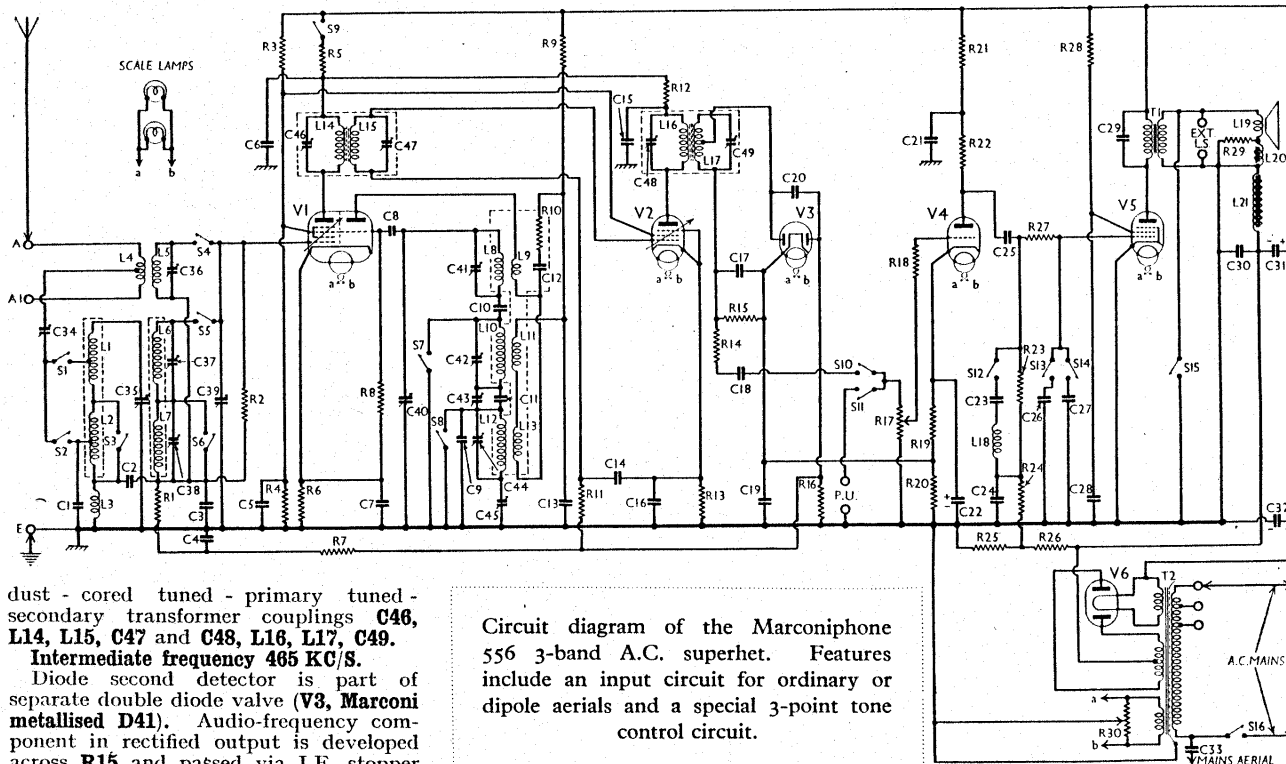 SCALE LAMPS
a b
A
A1
E
R3
S9
R5
R9
C6
C46
L14
L15
C47
R12
C15
L16
L17
C48
C49
C20
R21
C21
R22
R28
C29
T1
EXT.
L.S.
R29
L19
L20
L21
V1
C8
V2
V3
V4
V5
a b
a b
a b
a b
a b
L4
L5
S4
C36
C34
S5
L6
L1
C35
C37
S1
L2
L7
C39
R2
S2
S3
S6
C2
C38
C1
L3
R1
C3
C4
C5
R4
R6
R7
R8
C7
C40
S7
S8
C41
L8
L9
R10
C12
C10
L10
L11
C42
C43
C11
L12
L13
C9
C44
C45
C13
R11
C14
C16
R13
C17
R15
R14
C18
S10
S11
P.U.
R16
C19
R17
R18
R19
R20
C22
C25
R27
S12
C23
R23
L18
C24
R24
S13
S14
C26
C27
C28
S15
C30
C31
C32
R25
R26
V6
T2
A.C. MAINS
a
R30
b
S16
C33
MAINS AERIAL
dust - cored tuned - primary tuned -
secondary transformer couplings C46,
L14, L15, C47 and C48, L16, L17, C49.
Intermediate frequency 465 KC/S.
Diode second detector is part of
separate double diode valve (V3, Marconi
metallised D41). Audio-frequency com-
ponent in rectified output is developed
across R15 and passed via I.F. stopper
Circuit diagram of the Marconiphone
556 3-band A.C. superhet. Features
include an input circuit for ordinary or
dipole aerials and a special 3-point tone
control circuit.